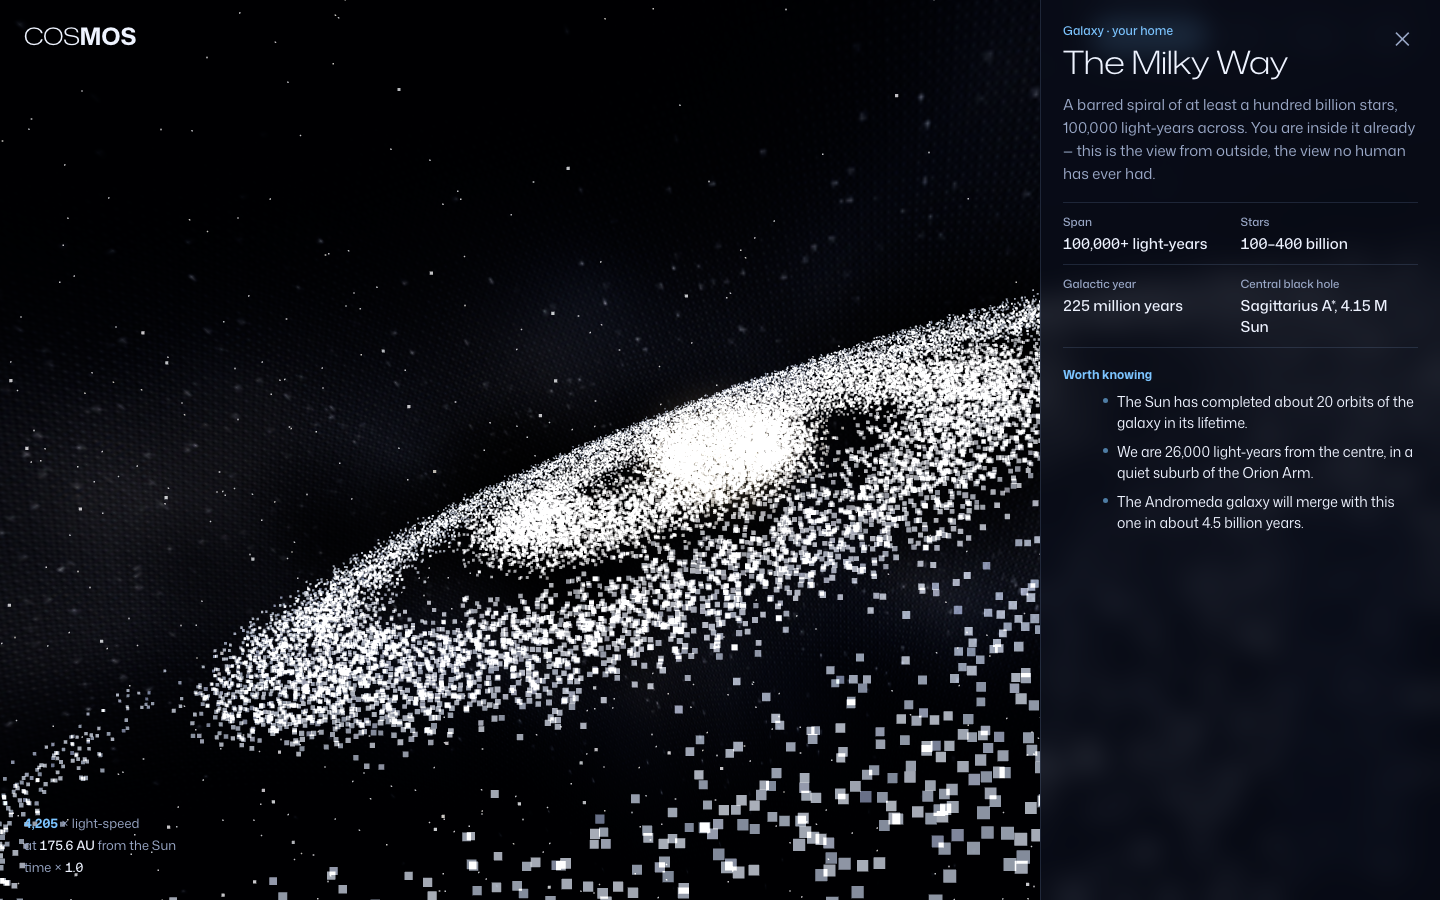 COSMOS
Galaxy · your home
The Milky Way
A barred spiral of at least a hundred billion stars,
100,000 light-years across. You are inside it already
– this is the view from outside, the view no human
has ever had.
Span
100,000+ light-years
Stars
100–400 billion
Galactic year
225 million years
Central black hole
Sagittarius A*, 4.15 M
Sun
Worth knowing
The Sun has completed about 20 orbits of the
galaxy in its lifetime.
We are 26,000 light-years from the centre, in a
quiet suburb of the Orion Arm.
The Andromeda galaxy will merge with this
one in about 4.5 billion years.
4,205 × light-speed
at 175.6 AU from the Sun
time × 1.0